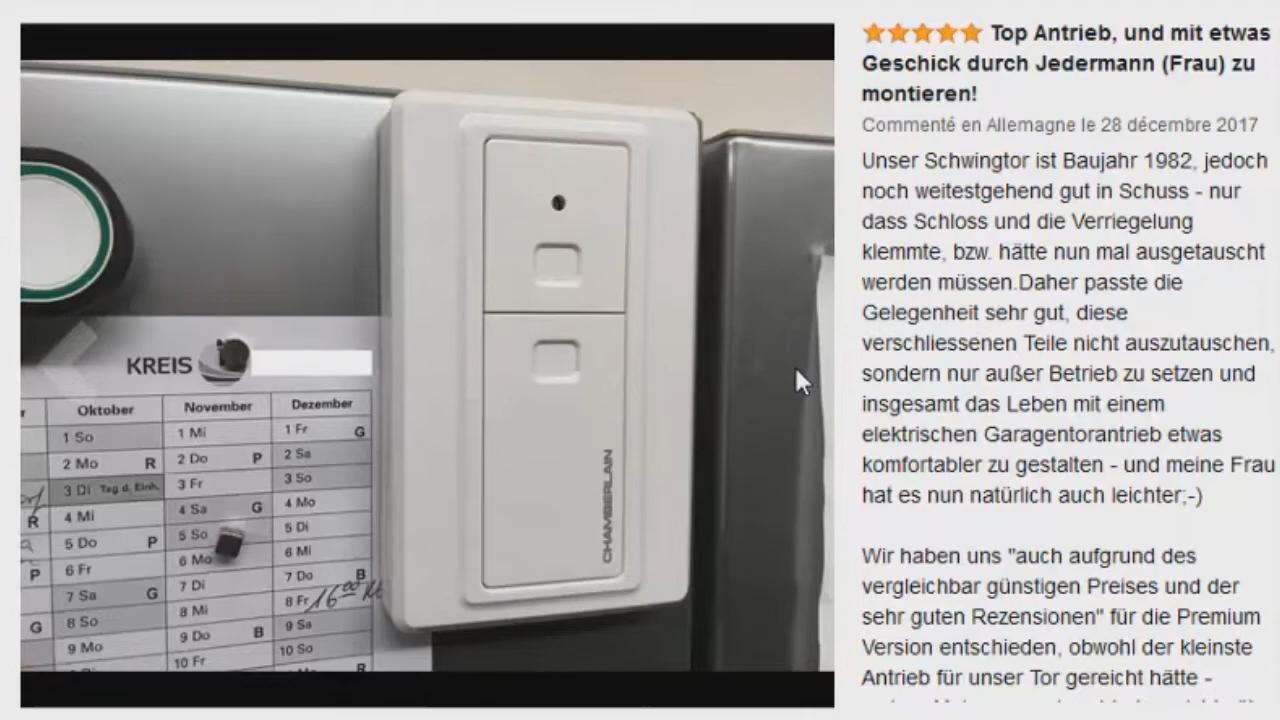 KREIS
Oktober
1 So
2 Mo R
3 Di Tag d. Einh.
4 Mi
5 Do P
6 Fr
7 Sa G
8 So
9 Mo
November
1 Mi
2 Do P
3 Fr
4 Sa G
5 So
6 Mo
7 Di
8 Mi
9 Do B
10 Fr
Dezember
1 Fr G
2 Sa
3 So
4 Mo
5 Di
6 Mi
7 Do B
8 Fr 16 00
9 Sa
10 So
R
R
P
G
CHAMBERLAIN
Top Antrieb, und mit etwas
Geschick durch Jedermann (Frau) zu
montieren!
Commenté en Allemagne le 28 décembre 2017
Unser Schwingtor ist Baujahr 1982, jedoch
noch weitestgehend gut in Schuss - nur
dass Schloss und die Verriegelung
klemmte, bzw. hätte nun mal ausgetauscht
werden müssen.Daher passte die
Gelegenheit sehr gut, diese
verschliessenen Teile nicht auszutauschen,
sondern nur außer Betrieb zu setzen und
insgesamt das Leben mit einem
elektrischen Garagentorantrieb etwas
komfortabler zu gestalten - und meine Frau
hat es nun natürlich auch leichter;-)
Wir haben uns "auch aufgrund des
vergleichbar günstigen Preises und der
sehr guten Rezensionen" für die Premium
Version entschieden, obwohl der kleinste
Antrieb für unser Tor gereicht hätte -